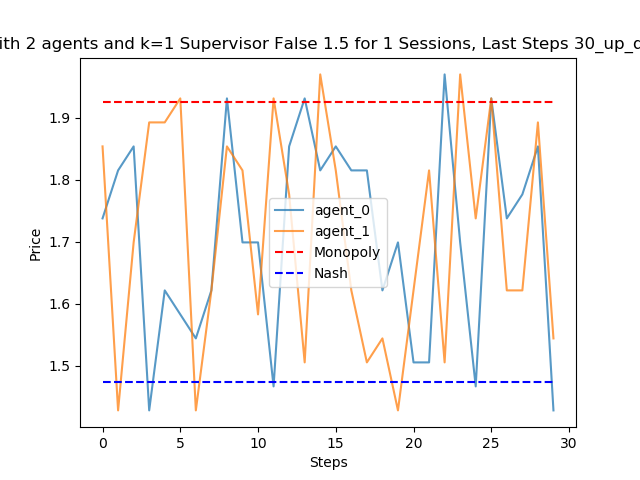 ith 2 agents and k=1 Supervisor False 1.5 for 1 Sessions, Last Steps 30_up_d
Price
1.9
1.8
1.7
1.6
1.5
agent_0
agent_1
Monopoly
Nash
0 5 10 15 20 25 30
Steps